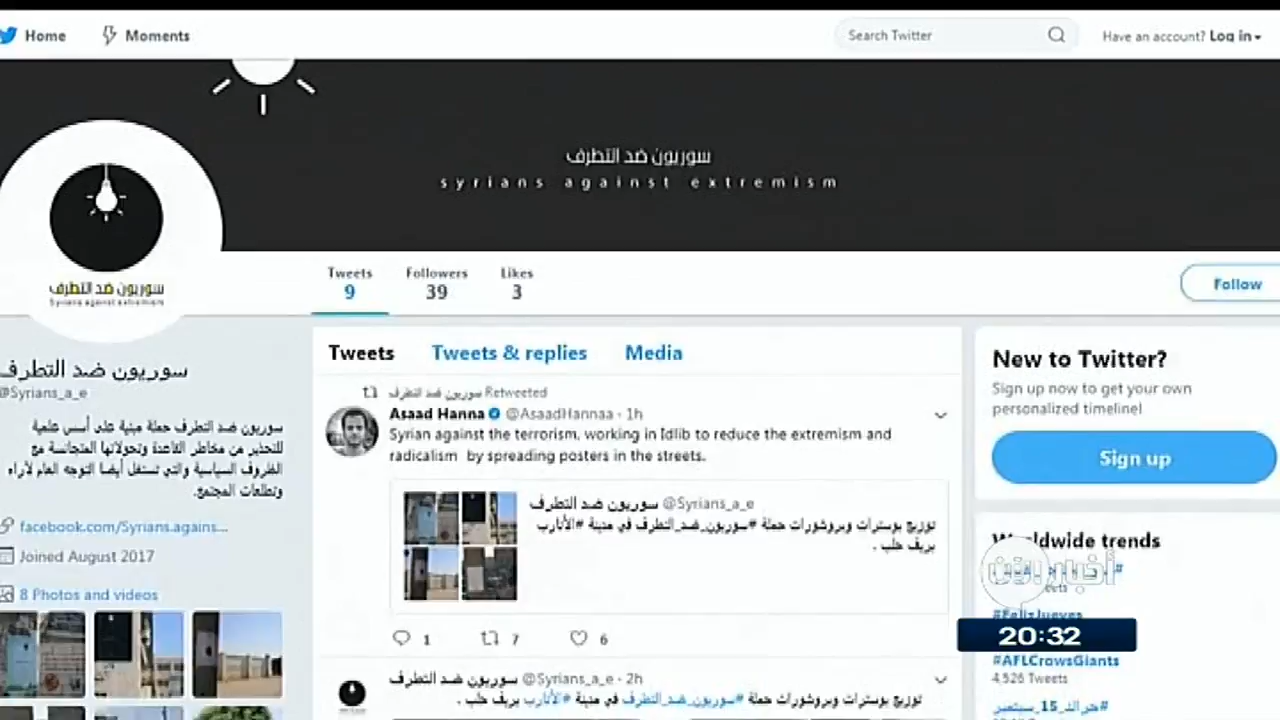 Home
Moments
Search Twitter
Have an account? Log in
سوريون ضد التطرف
syrians against extremism
سوريون ضد التطرف
Syrians against extremism
Tweets
9
Followers
39
Likes
3
Follow
سوريون ضد التطرف
@Syrians_a_e
سوريون ضد التطرف حملة مبنية على أسس علمية
للتحذير من مخاطر القاعدة وتحولاتها المتجانسة مع
الظروف السياسية والتي تستغل أيضا التوجه العام لآراء
وتطلعات المجتمع.
facebook.com/Syrians.agains...
Joined August 2017
8 Photos and videos
Tweets
Tweets & replies
Media
سوريون ضد التطرف Retweeted
Asaad Hanna @AsaadHannaa · 1h
Syrian against the terrorism, working in Idlib to reduce the extremism and
radicalism by spreading posters in the streets.
سوريون ضد التطرف @Syrians_a_e
توزيع بوسترات وبروشورات حملة #سوريون_ضد_التطرف في مدينة #الأتارب
بريف حلب .
1
7
6
سوريون ضد التطرف @Syrians_a_e · 2h
توزيع بوسترات وبروشورات حملة #سوريون_ضد_التطرف في مدينة #الأتارب بريف حلب .
New to Twitter?
Sign up now to get your own
personalized timeline!
Sign up
Worldwide trends
أخبار الآن
#FelizJueves
20:32
#AFLCrowsGiants
4,526 Tweets